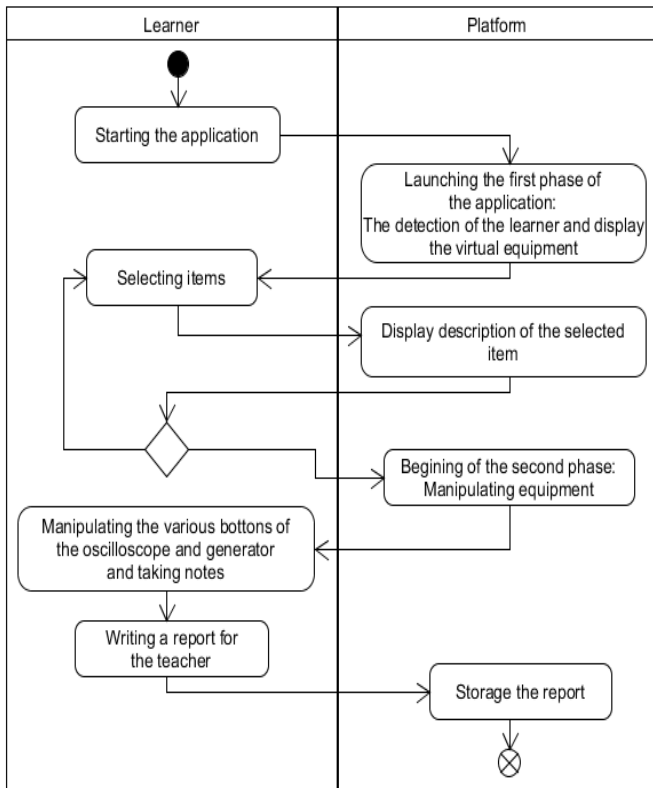 Learner
Platform
Starting the application
Launching the first phase of
the application:
The detection of the learner and display
the virtual equipment
Selecting items
Display description of the selected
item
Begining of the second phase:
Manipulating equipment
Manipulating the various bottons of
the oscilloscope and generator
and taking notes
Writing a report for
the teacher
Storage the report